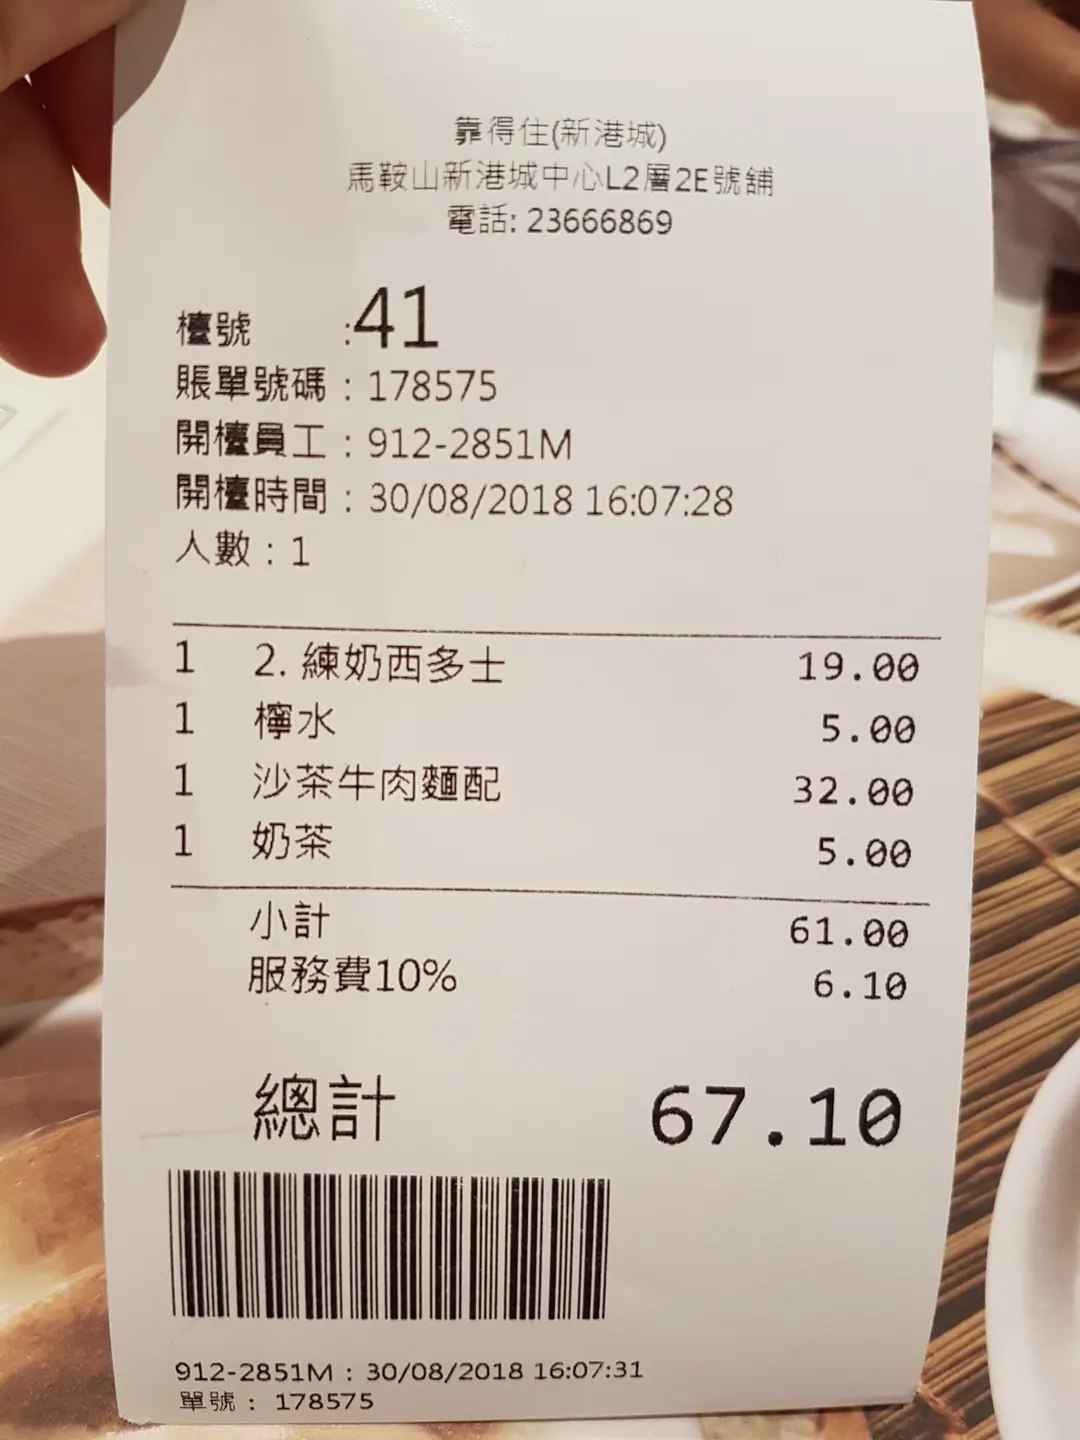 靠得住(新港城)
馬鞍山新港城中心L2層2E號舖
電話: 23666869
檯號 :41
賬單號碼 : 178575
開檯員工 : 912-2851M
開檯時間 : 30/08/2018 16:07:28
人數 : 1
1 2. 練奶西多士 19.00
1 檸水 5.00
1 沙茶牛肉麵配 32.00
1 奶茶 5.00
小計 61.00
服務費10% 6.10
總計 67.10
912-2851M : 30/08/2018 16:07:31
單號 : 178575